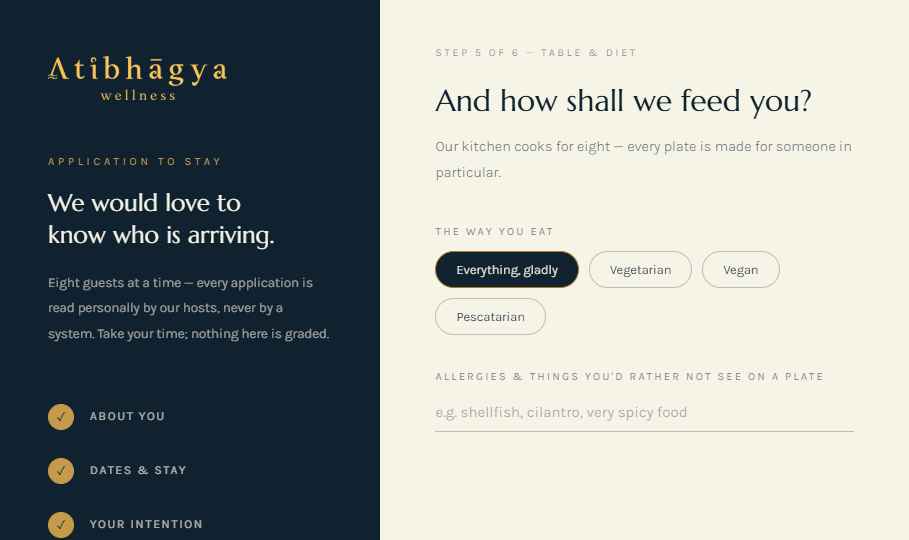 Atibhāgya
wellness
APPLICATION TO STAY
We would love to
know who is arriving.
Eight guests at a time — every application is
read personally by our hosts, never by a
system. Take your time; nothing here is graded.
✓ ABOUT YOU
✓ DATES & STAY
✓ YOUR INTENTION
STEP 5 OF 6 — TABLE & DIET
And how shall we feed you?
Our kitchen cooks for eight — every plate is made for someone in
particular.
THE WAY YOU EAT
Everything, gladly Vegetarian Vegan
Pescatarian
ALLERGIES & THINGS YOU'D RATHER NOT SEE ON A PLATE
e.g. shellfish, cilantro, very spicy food